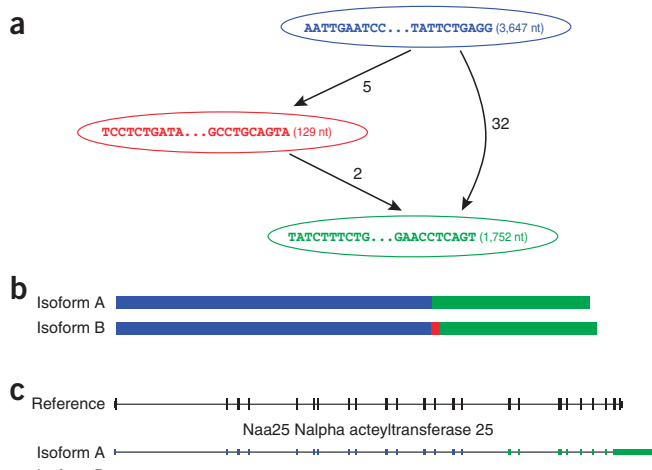 a
AATTGAATCC...TATTCTGAGG (3,647 nt)
5
32
TCCTCTGATA...GCCTGCAGTA (129 nt)
2
TATCTTTCTG...GAACCTCAGT (1,752 nt)
b
Isoform A
Isoform B
c
Reference
Naa25 Nalpha acteyltransferase 25
Isoform A